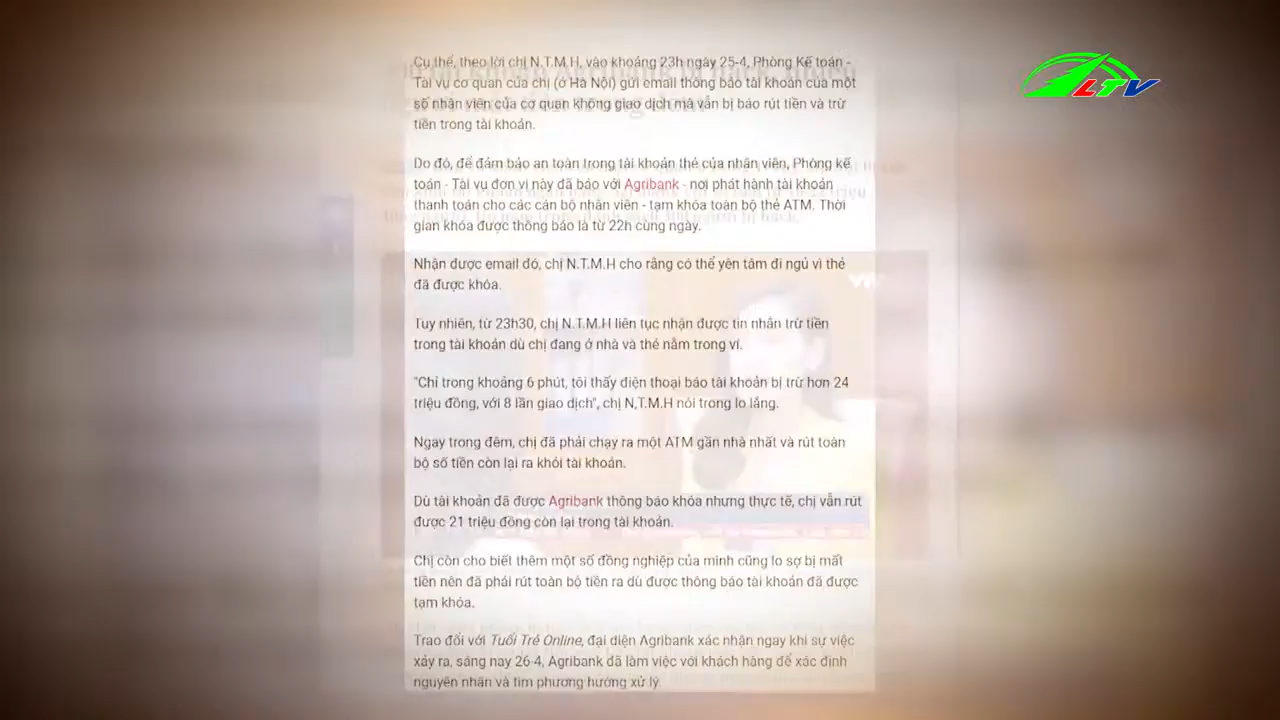 LTV
Cụ thể, theo lời chị N.T.M.H, vào khoảng 23h ngày 25-4, Phòng Kế toán -
Tài vụ cơ quan của chị (ở Hà Nội) gửi email thông báo tài khoản của một
số nhân viên của cơ quan không giao dịch mà vẫn bị báo rút tiền và trừ
tiền trong tài khoản.
Do đó, để đảm bảo an toàn trong tài khoản thẻ của nhân viên, Phòng kế
toán - Tài vụ đơn vị này đã báo với Agribank - nơi phát hành tài khoản
thanh toán cho các cán bộ nhân viên - tạm khóa toàn bộ thẻ ATM. Thời
gian khóa được thông báo là từ 22h cùng ngày.
Nhận được email đó, chị N.T.M.H cho rằng có thể yên tâm đi ngủ vì thẻ
đã được khóa.
Tuy nhiên, từ 23h30, chị N.T.M.H liên tục nhận được tin nhắn trừ tiền
trong tài khoản dù chị đang ở nhà và thẻ nằm trong ví.
"Chỉ trong khoảng 6 phút, tôi thấy điện thoại báo tài khoản bị trừ hơn 24
triệu đồng, với 8 lần giao dịch", chị N,T.M.H nói trong lo lắng.
Ngay trong đêm, chị đã phải chạy ra một ATM gần nhà nhất và rút toàn
bộ số tiền còn lại ra khỏi tài khoản.
Dù tài khoản đã được Agribank thông báo khóa nhưng thực tế, chị vẫn rút
được 21 triệu đồng còn lại trong tài khoản.
Chị còn cho biết thêm một số đồng nghiệp của mình cũng lo sợ bị mất
tiền nên đã phải rút toàn bộ tiền ra dù được thông báo tài khoản đã được
tạm khóa.
Trao đổi với Tuổi Trẻ Online, đại diện Agribank xác nhận ngay khi sự việc
xảy ra, sáng nay 26-4, Agribank đã làm việc với khách hàng để xác định
nguyên nhân và tìm phương hướng xử lý.